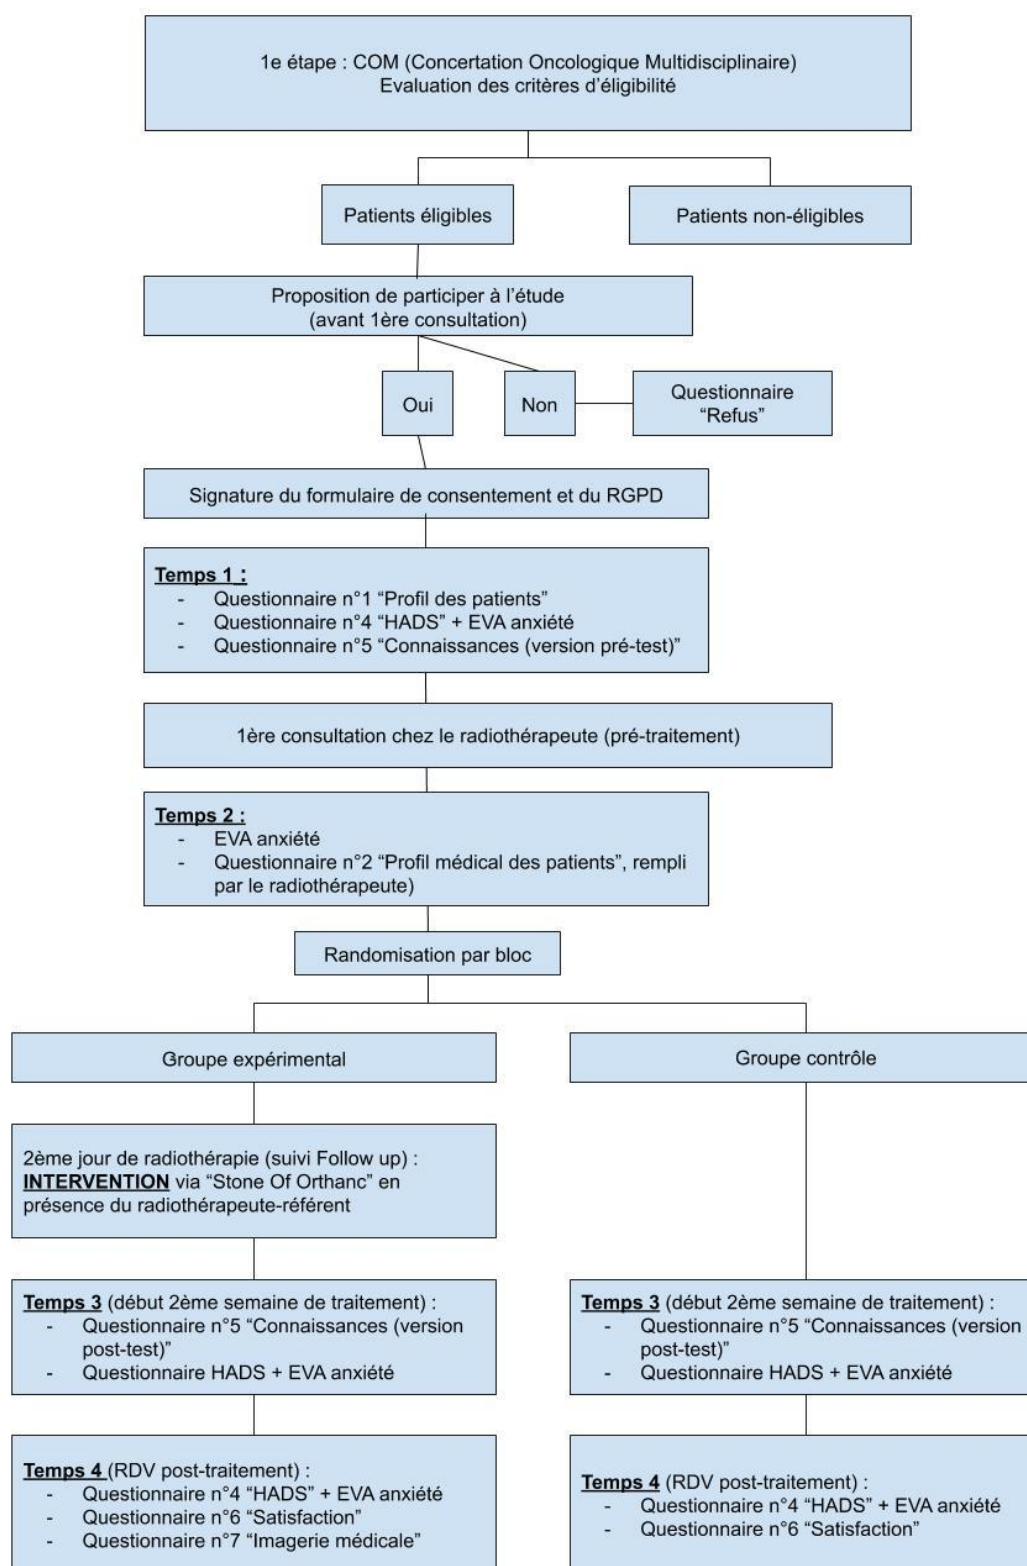 1e étape : COM (Concertation Oncologique Multidisciplinaire)
Evaluation des critères d'éligibilité
Patients éligibles
Patients non-éligibles
Proposition de participer à l'étude
(avant 1ère consultation)
Oui
Non
Questionnaire
“Refus”
Signature du formulaire de consentement et du RGPD
Temps 1 :
- Questionnaire n°1 “Profil des patients”
- Questionnaire n°4 “HADS” + EVA anxiété
- Questionnaire n°5 “Connaissances (version pré-test)”
1ère consultation chez le radiothérapeute (pré-traitement)
Temps 2 :
- EVA anxiété
- Questionnaire n°2 “Profil médical des patients”, rempli
par le radiothérapeute)
Randomisation par bloc
Groupe expérimental
Groupe contrôle
2ème jour de radiothérapie (suivi Follow up) :
INTERVENTION via “Stone Of Orthanc” en
présence du radiothérapeute-référent
Temps 3 (début 2ème semaine de traitement) :
- Questionnaire n°5 “Connaissances (version
post-test)”
- Questionnaire HADS + EVA anxiété
Temps 3 (début 2ème semaine de traitement) :
- Questionnaire n°5 “Connaissances (version
post-test)”
- Questionnaire HADS + EVA anxiété
Temps 4 (RDV post-traitement) :
- Questionnaire n°4 “HADS” + EVA anxiété
- Questionnaire n°6 “Satisfaction”
- Questionnaire n°7 “Imagerie médicale”
Temps 4 (RDV post-traitement) :
- Questionnaire n°4 “HADS” + EVA anxiété
- Questionnaire n°6 “Satisfaction”